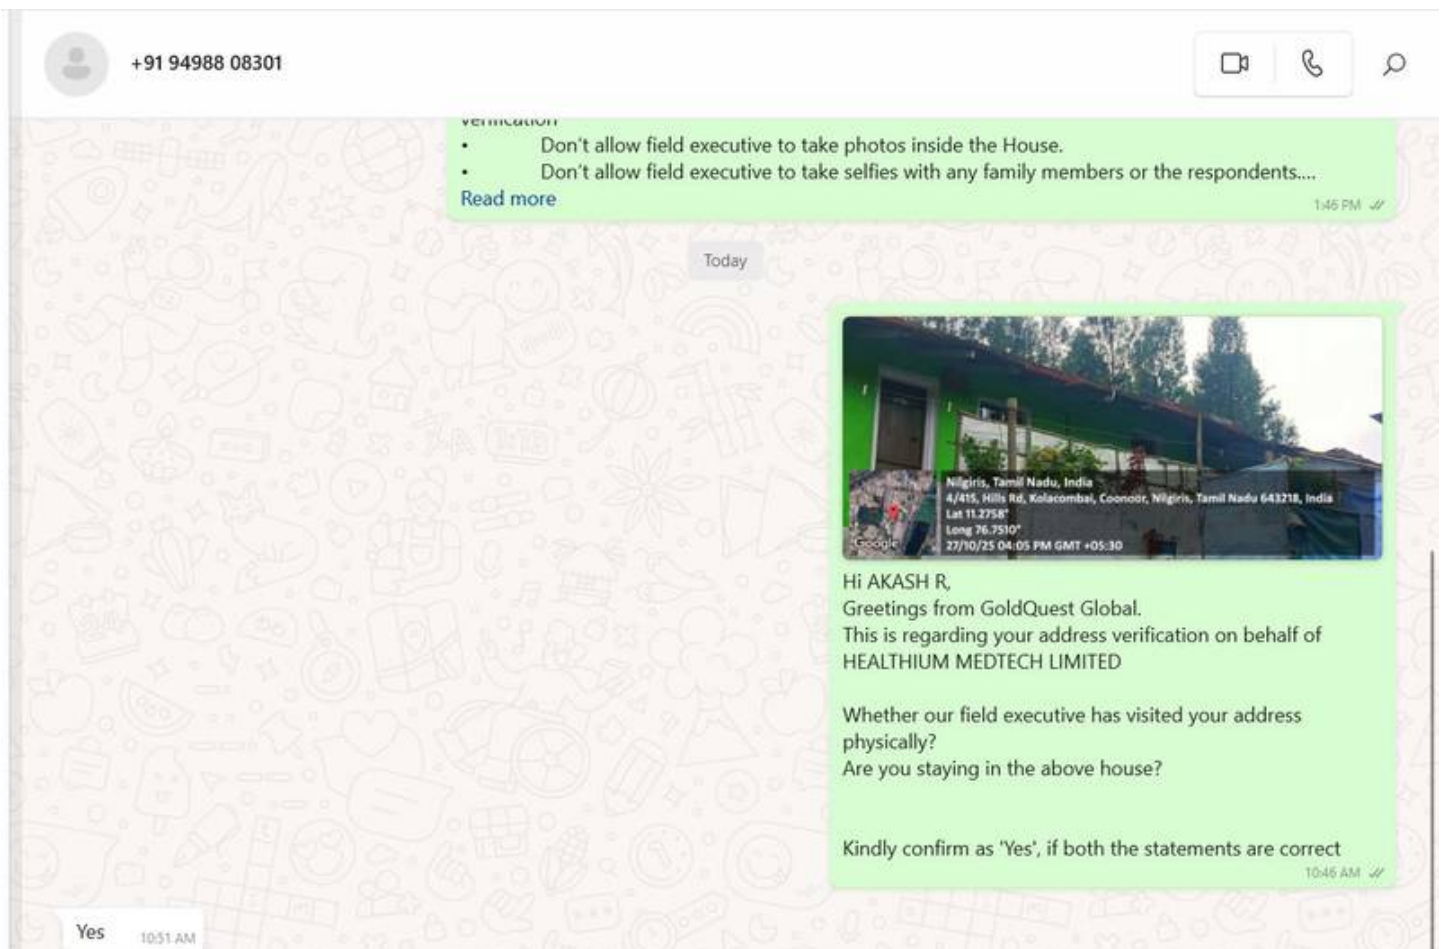 +91 94988 08301
verification
• Don't allow field executive to take photos inside the House.
• Don't allow field executive to take selfies with any family members or the respondents....
Read more
1:46 PM
Today
Nilgiris, Tamil Nadu, India
4/415, Hills Rd, Kolacombai, Coonoor, Nilgiris, Tamil Nadu 643218, India
Lat 11.2758°
Long 76.7510°
27/10/25 04:05 PM GMT +05:30
Google
Hi AKASH R,
Greetings from GoldQuest Global.
This is regarding your address verification on behalf of
HEALTHIUM MEDTECH LIMITED
Whether our field executive has visited your address
physically?
Are you staying in the above house?
Kindly confirm as 'Yes', if both the statements are correct
10:46 AM
Yes
10:51 AM